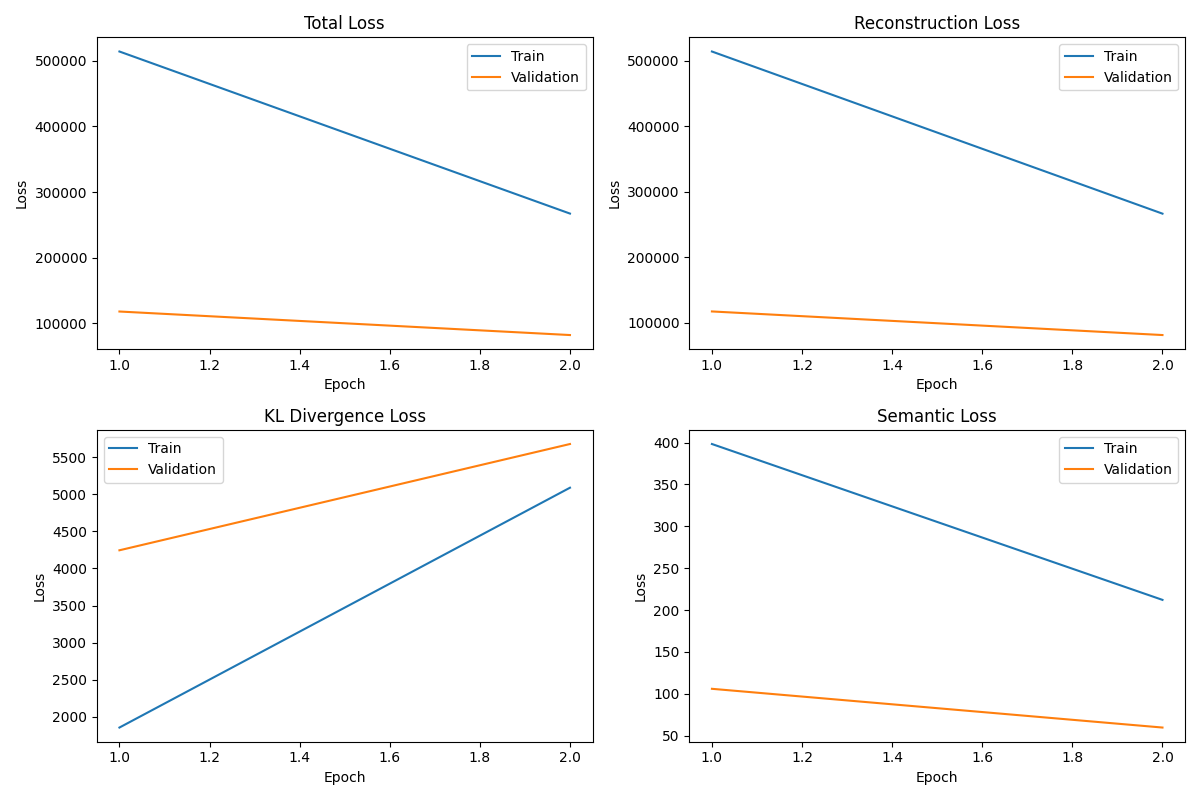 Total Loss
Loss
500000
400000
300000
200000
100000
Train
Validation
1.0 1.2 1.4 1.6 1.8 2.0
Epoch
Reconstruction Loss
Loss
500000
400000
300000
200000
100000
Train
Validation
1.0 1.2 1.4 1.6 1.8 2.0
Epoch
KL Divergence Loss
Loss
5500
5000
4500
4000
3500
3000
2500
2000
Train
Validation
1.0 1.2 1.4 1.6 1.8 2.0
Epoch
Semantic Loss
Loss
400
350
300
250
200
150
100
50
Train
Validation
1.0 1.2 1.4 1.6 1.8 2.0
Epoch